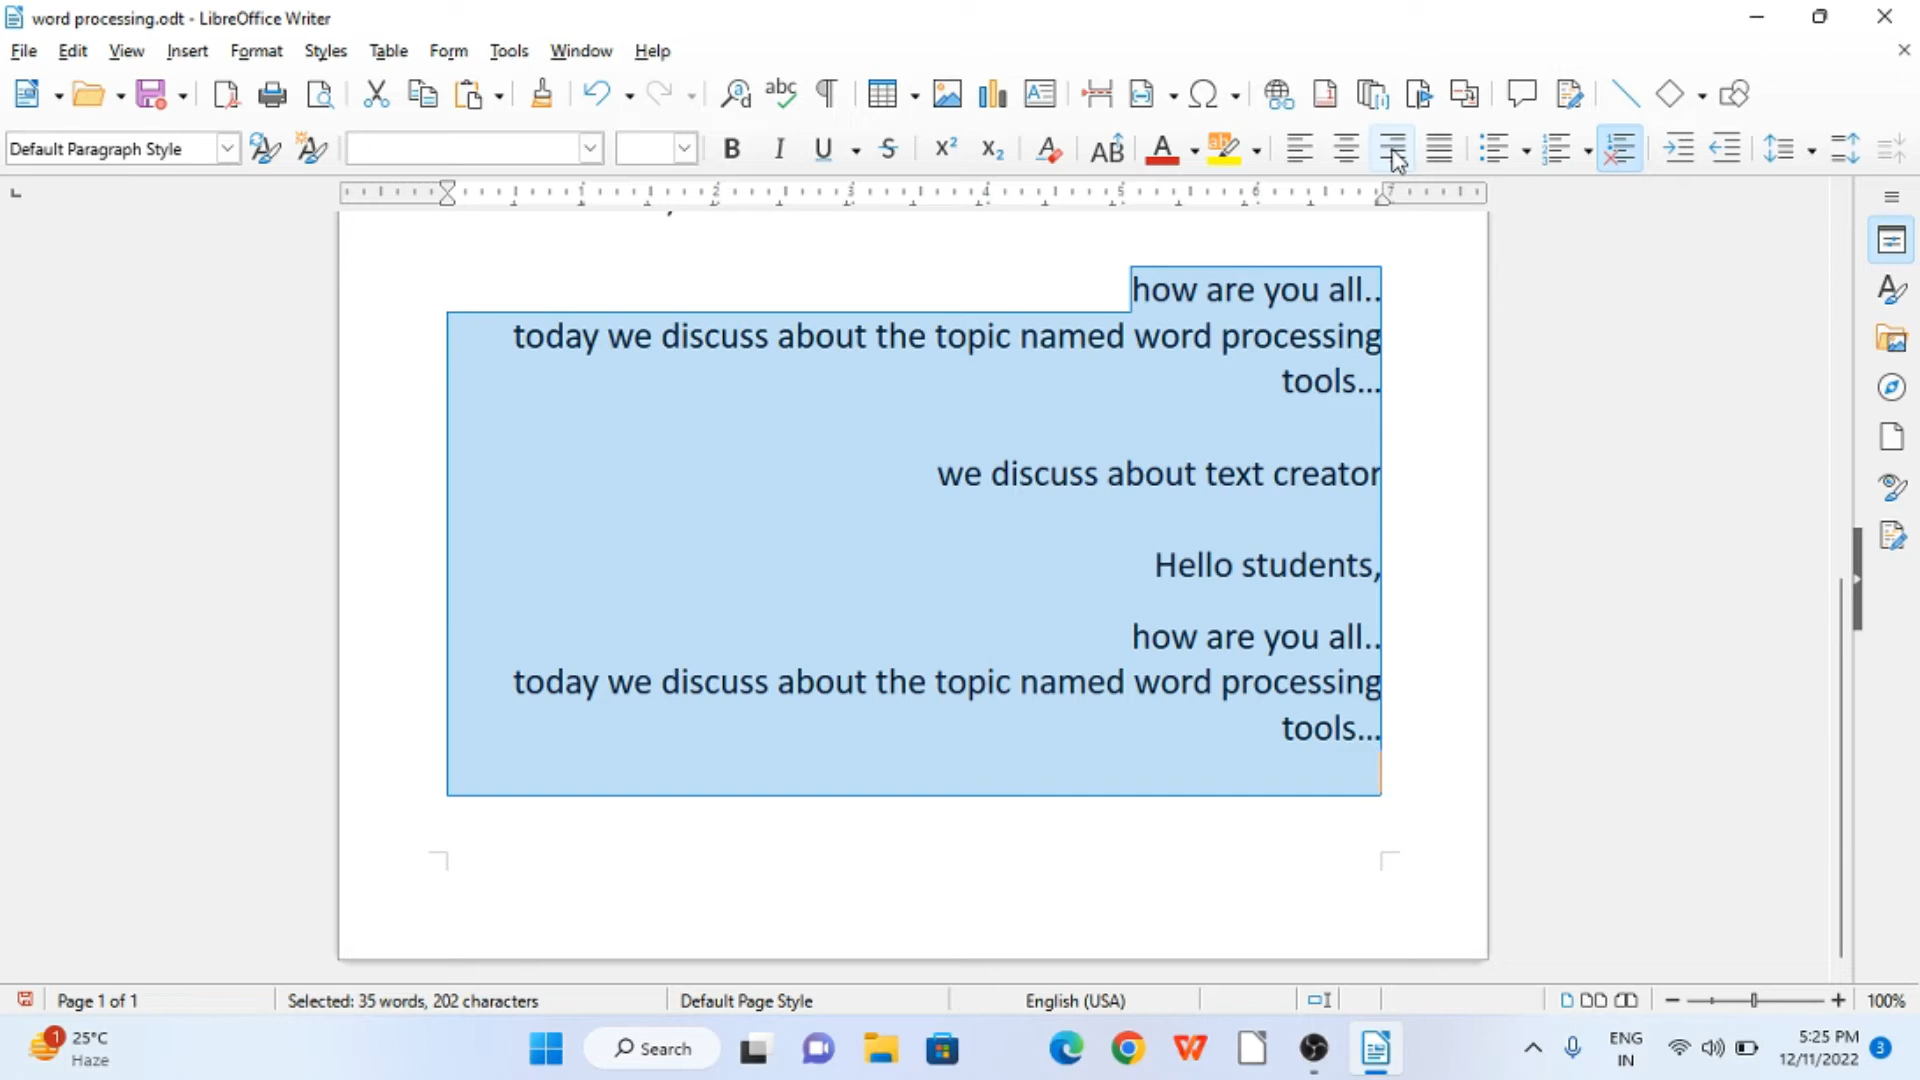 word processing.odt - LibreOffice Writer
File Edit View Insert Format Styles Table Form Tools Window Help
Default Paragraph Style
how are you all..
today we discuss about the topic named word processing
tools...
we discuss about text creator
Hello students,
how are you all..
today we discuss about the topic named word processing
tools...
Page 1 of 1 Selected: 35 words, 202 characters Default Page Style English (USA) 100%
1 25°C
Haze
Search
ENG
IN
5:25 PM
12/11/2022
3